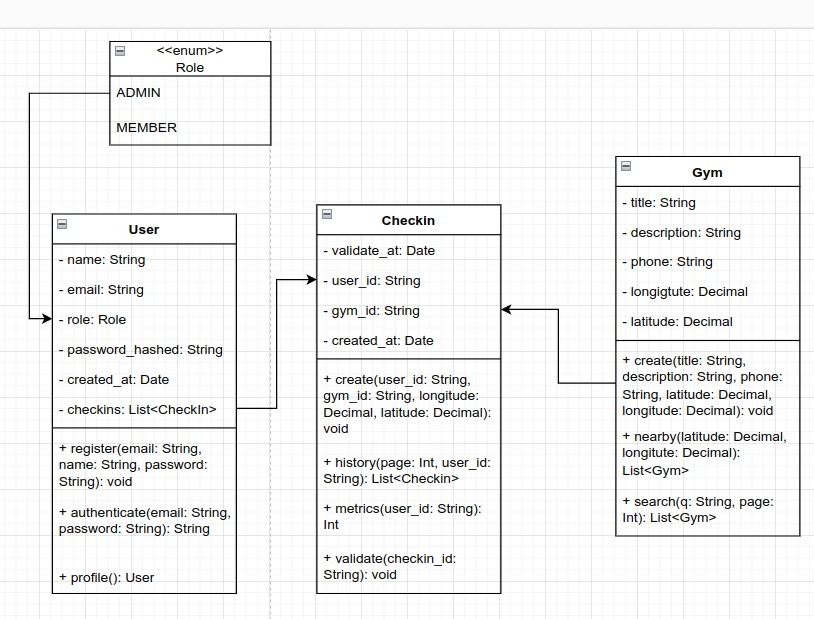 <<enum>>
Role
ADMIN
MEMBER
User
- name: String
- email: String
- role: Role
- password_hashed: String
- created_at: Date
- checkins: List<CheckIn>
+ register(email: String,
name: String, password:
String): void
+ authenticate(email: String,
password: String): String
+ profile(): User
Checkin
- validate_at: Date
- user_id: String
- gym_id: String
- created_at: Date
+ create(user_id: String,
gym_id: String, longitude:
Decimal, latitude: Decimal):
void
+ history(page: Int, user_id:
String): List<Checkin>
+ metrics(user_id: String):
Int
+ validate(checkin_id:
String): void
Gym
- title: String
- description: String
- phone: String
- longigtute: Decimal
- latitude: Decimal
+ create(title: String,
description: String, phone:
String, latitude: Decimal,
longitude: Decimal): void
+ nearby(latitude: Decimal,
longitute: Decimal):
List<Gym>
+ search(q: String, page:
Int): List<Gym>